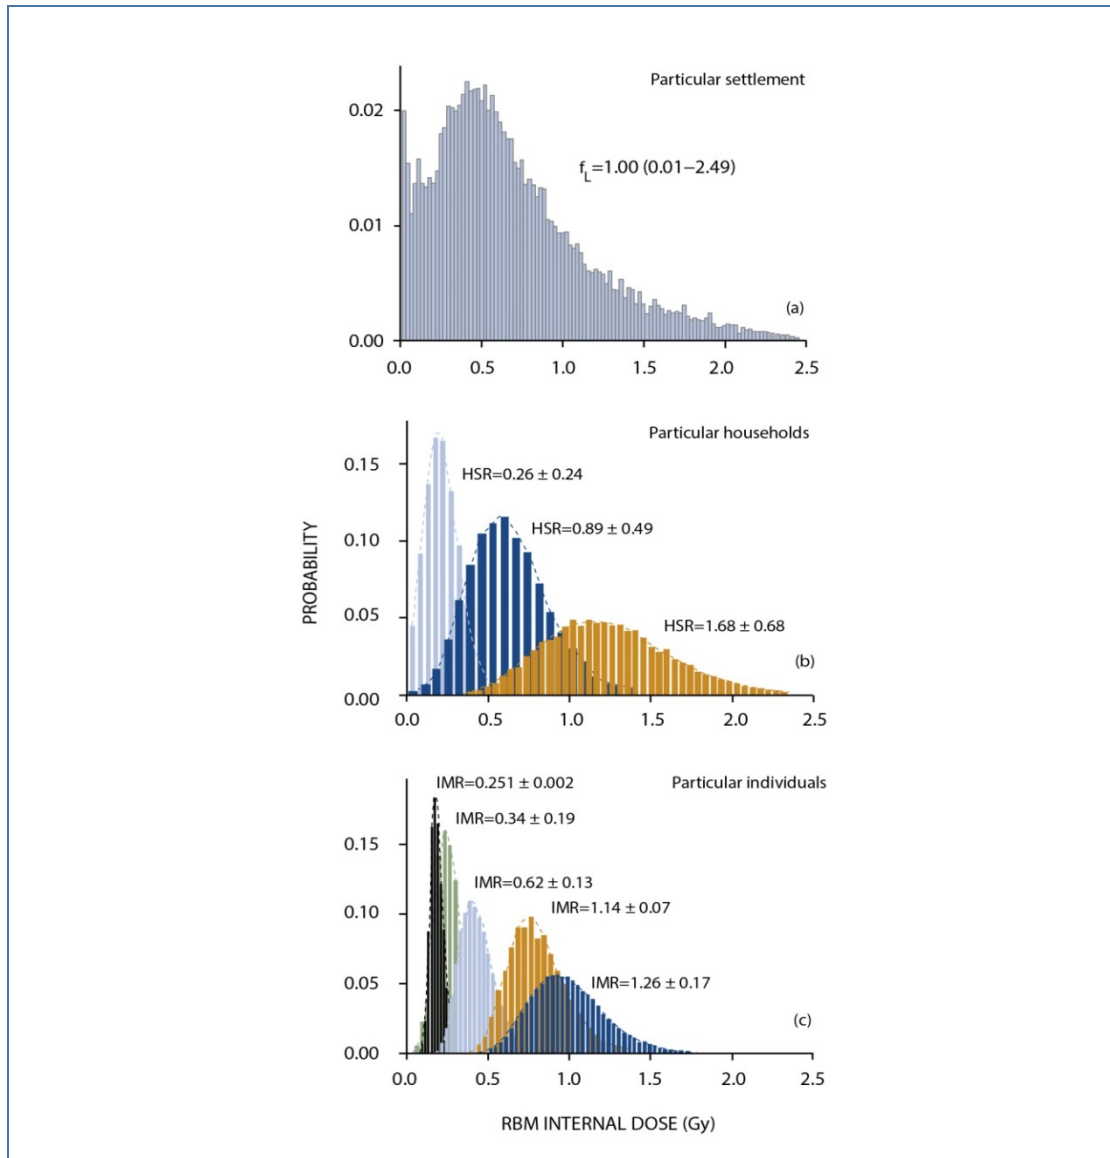 Particular settlement
0.02
fL=1.00 (0.01–2.49)
0.01
(a)
0.00
0.0 0.5 1.0 1.5 2.0 2.5
Particular households
0.15
HSR=0.26 ± 0.24
HSR=0.89 ± 0.49
0.10
PROBABILITY
0.05
HSR=1.68 ± 0.68
(b)
0.00
0.0 0.5 1.0 1.5 2.0 2.5
IMR=0.251 ± 0.002
Particular individuals
IMR=0.34 ± 0.19
0.15
IMR=0.62 ± 0.13
IMR=1.14 ± 0.07
0.10
IMR=1.26 ± 0.17
0.05
(c)
0.00
0.0 0.5 1.0 1.5 2.0 2.5
RBM INTERNAL DOSE (Gy)